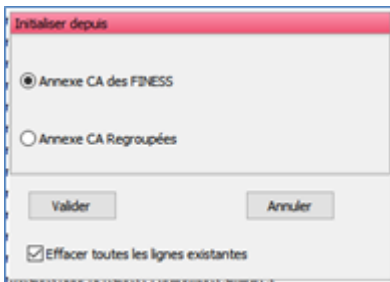 Initialiser depuis
Annexe CA des FINESS
Annexe CA Regroupées
Valider
Annuler
Effacer toutes les lignes existantes